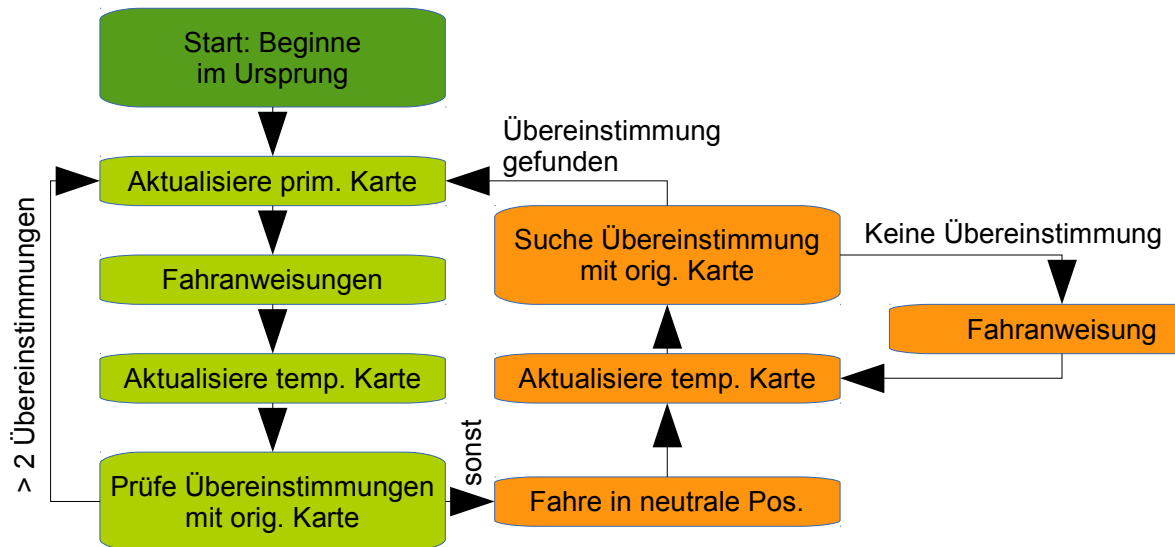 Start: Beginne
im Ursprung
Übereinstimmung
gefunden
Aktualisiere prim. Karte
> 2 Übereinstimmungen
Suche Übereinstimmung
mit orig. Karte
Keine Übereinstimmung
Fahranweisungen
Fahranweisung
Aktualisiere temp. Karte
Aktualisiere temp. Karte
Prüfe Übereinstimmungen
mit orig. Karte
sonst
Fahre in neutrale Pos.